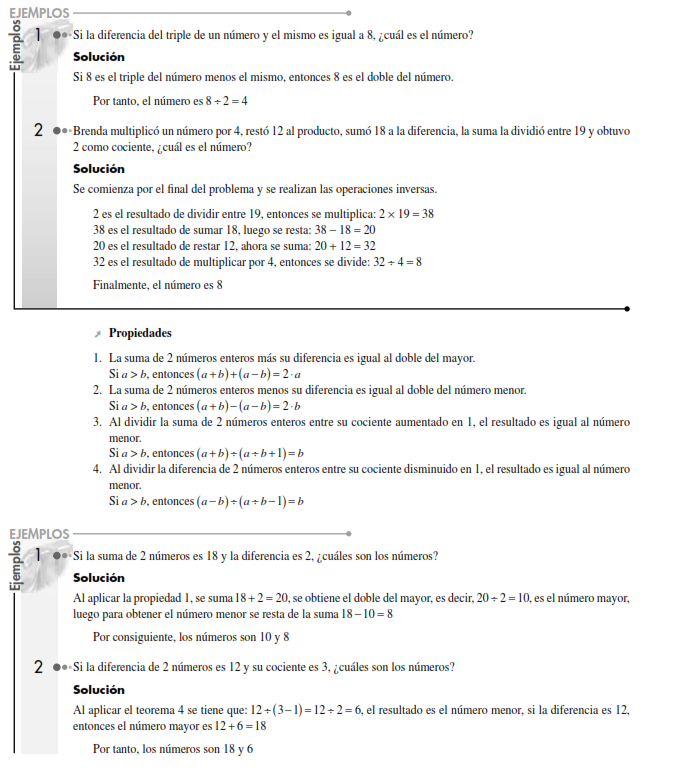 EJEMPLOS
Ejemplos
1 Si la diferencia del triple de un número y el mismo es igual a 8, ¿cuál es el número?
Solución
Si 8 es el triple del número menos el mismo, entonces 8 es el doble del número.
Por tanto, el número es 8 ÷ 2 = 4
2 Brenda multiplicó un número por 4, restó 12 al producto, sumó 18 a la diferencia, la suma la dividió entre 19 y obtuvo
2 como cociente, ¿cuál es el número?
Solución
Se comienza por el final del problema y se realizan las operaciones inversas.
2 es el resultado de dividir entre 19, entonces se multiplica: 2 × 19 = 38
38 es el resultado de sumar 18, luego se resta: 38 − 18 = 20
20 es el resultado de restar 12, ahora se suma: 20 + 12 = 32
32 es el resultado de multiplicar por 4, entonces se divide: 32 ÷ 4 = 8
Finalmente, el número es 8
Propiedades
1. La suma de 2 números enteros más su diferencia es igual al doble del mayor.
Si a > b, entonces (a + b) + (a − b) = 2 · a
2. La suma de 2 números enteros menos su diferencia es igual al doble del número menor.
Si a > b, entonces (a + b) − (a − b) = 2 · b
3. Al dividir la suma de 2 números enteros entre su cociente aumentado en 1, el resultado es igual al número
menor.
Si a > b, entonces (a + b) ÷ (a ÷ b + 1) = b
4. Al dividir la diferencia de 2 números enteros entre su cociente disminuido en 1, el resultado es igual al número
menor.
Si a > b, entonces (a − b) ÷ (a ÷ b − 1) = b
EJEMPLOS
Ejemplos
1 Si la suma de 2 números es 18 y la diferencia es 2, ¿cuáles son los números?
Solución
Al aplicar la propiedad 1, se suma 18 + 2 = 20, se obtiene el doble del mayor, es decir, 20 ÷ 2 = 10, es el número mayor,
luego para obtener el número menor se resta de la suma 18 − 10 = 8
Por consiguiente, los números son 10 y 8
2 Si la diferencia de 2 números es 12 y su cociente es 3, ¿cuáles son los números?
Solución
Al aplicar el teorema 4 se tiene que: 12 ÷ (3 − 1) = 12 ÷ 2 = 6, el resultado es el número menor, si la diferencia es 12,
entonces el número mayor es 12 + 6 = 18
Por tanto, los números son 18 y 6